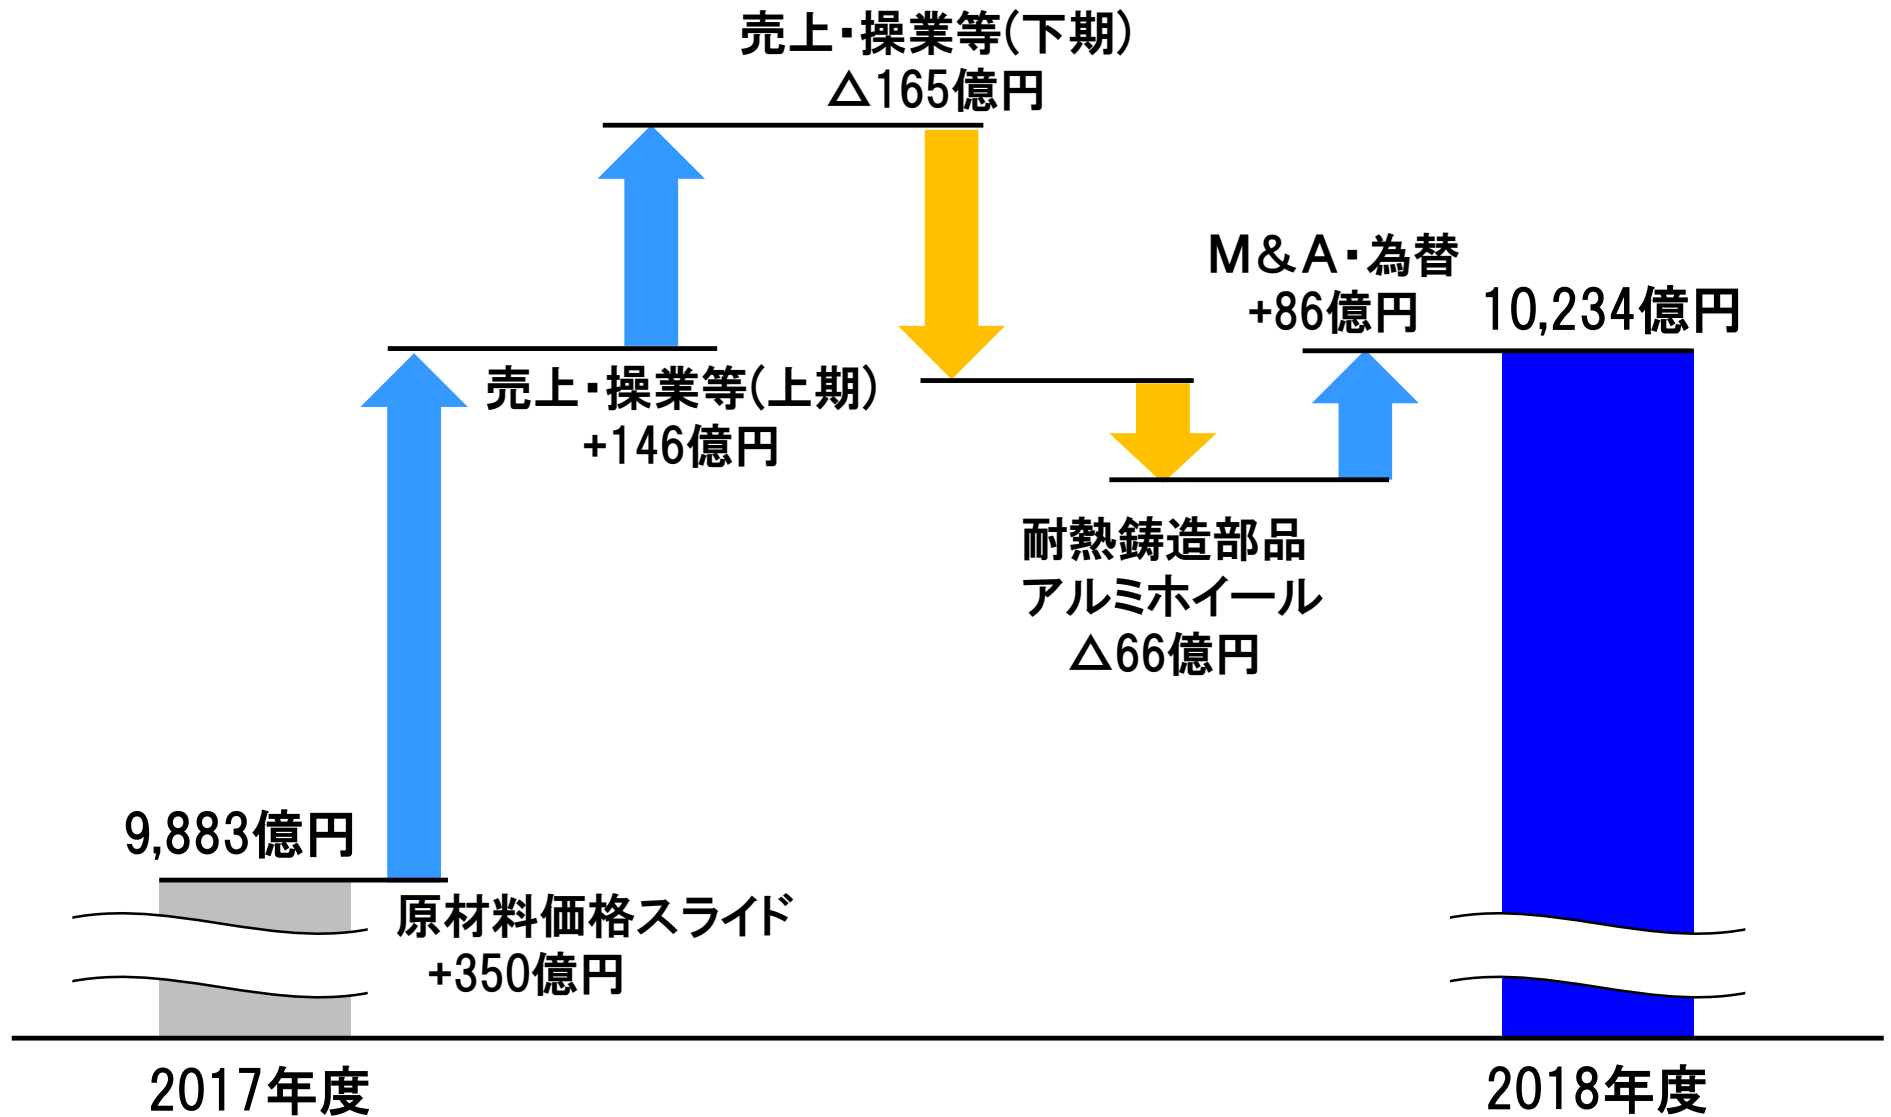 売上・操業等(下期)
△165億円
M&A・為替
+86億円
10,234億円
売上・操業等(上期)
+146億円
耐熱鋳造部品
アルミホイール
△66億円
9,883億円
原材料価格スライド
+350億円
2017年度
2018年度